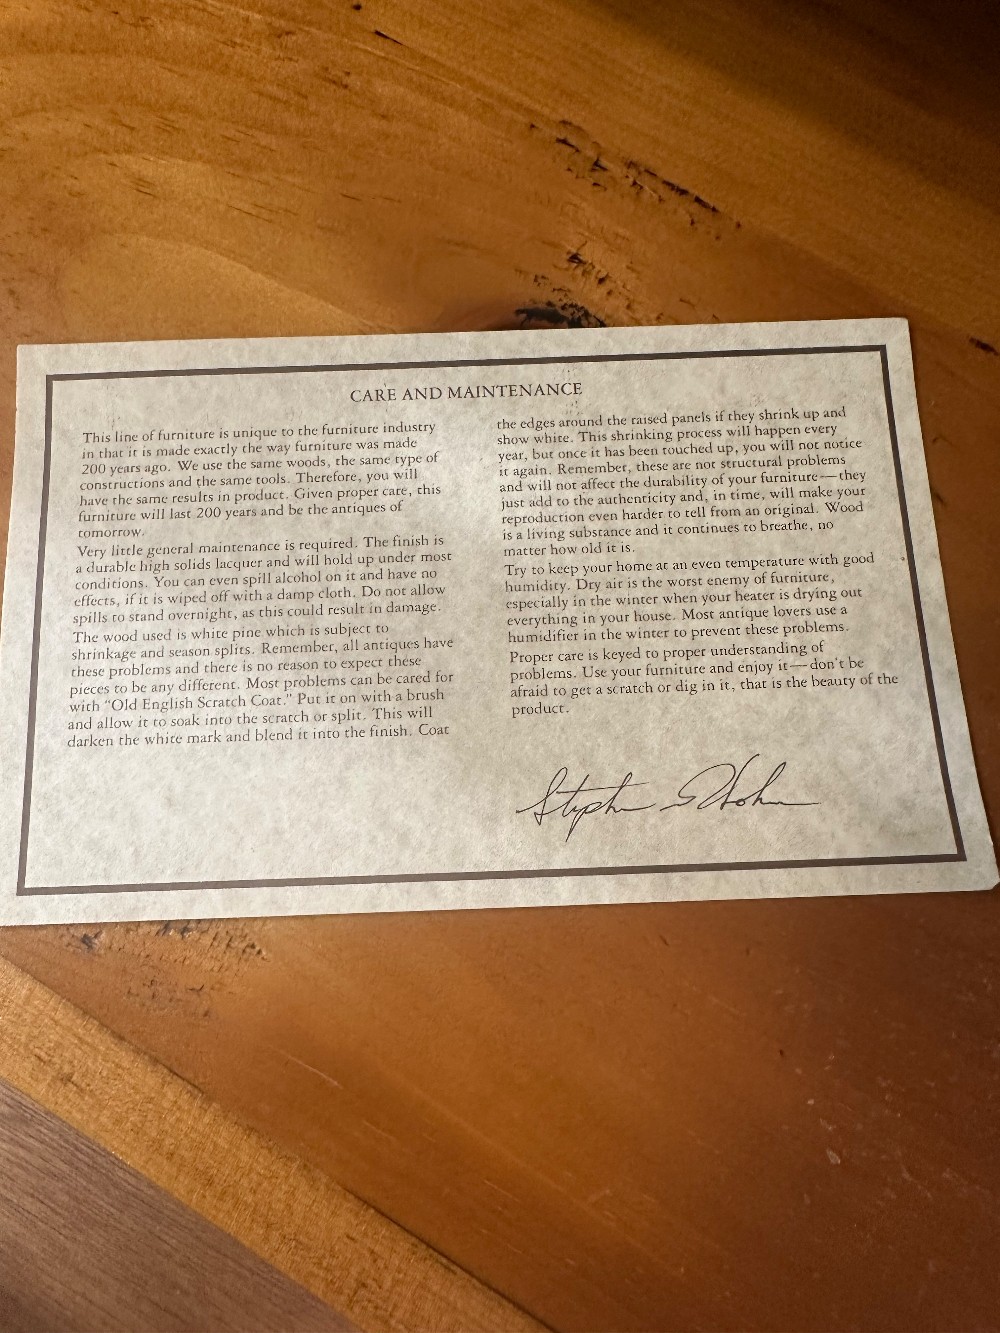 CARE AND MAINTENANCE
This line of furniture is unique to the furniture industry
in that it is made exactly the way furniture was made
200 years ago. We use the same woods, the same type of
constructions and the same tools. Therefore, you will
have the same results in product. Given proper care, this
furniture will last 200 years and be the antiques of
tomorrow.
Very little general maintenance is required. The finish is
a durable high solids lacquer and will hold up under most
conditions. You can even spill alcohol on it and have no
effects, if it is wiped off with a damp cloth. Do not allow
spills to stand overnight, as this could result in damage.
The wood used is white pine which is subject to
shrinkage and season splits. Remember, all antiques have
these problems and there is no reason to expect these
pieces to be any different. Most problems can be cared for
with "Old English Scratch Coat." Put it on with a brush
and allow it to soak into the scratch or split. This will
darken the white mark and blend it into the finish. Coat
the edges around the raised panels if they shrink up and
show white. This shrinking process will happen every
year, but once it has been touched up, you will not notice
it again. Remember, these are not structural problems
and will not affect the durability of your furniture—they
just add to the authenticity and, in time, will make your
reproduction even harder to tell from an original. Wood
is a living substance and it continues to breathe, no
matter how old it is.
Try to keep your home at an even temperature with good
humidity. Dry air is the worst enemy of furniture,
especially in the winter when your heater is drying out
everything in your house. Most antique lovers use a
humidifier in the winter to prevent these problems.
Proper care is keyed to proper understanding of
problems. Use your furniture and enjoy it—don't be
afraid to get a scratch or dig in it, that is the beauty of the
product.